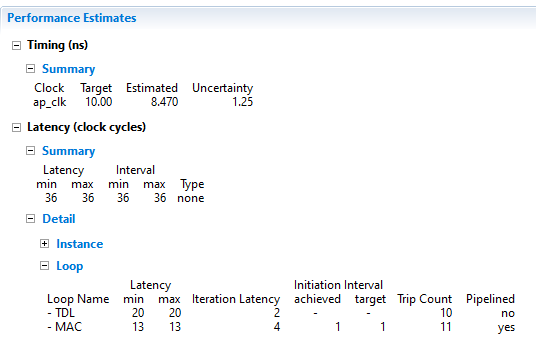 Performance Estimates
Timing (ns)
Summary
Clock Target Estimated Uncertainty
ap_clk 10.00 8.470 1.25
Latency (clock cycles)
Summary
Latency Interval
min max min max Type
36 36 36 36 none
Detail
Instance
Loop
Latency Initiation Interval
Loop Name min max Iteration Latency achieved target Trip Count Pipelined
- TDL 20 20 2 - - 10 no
- MAC 13 13 4 1 1 11 yes